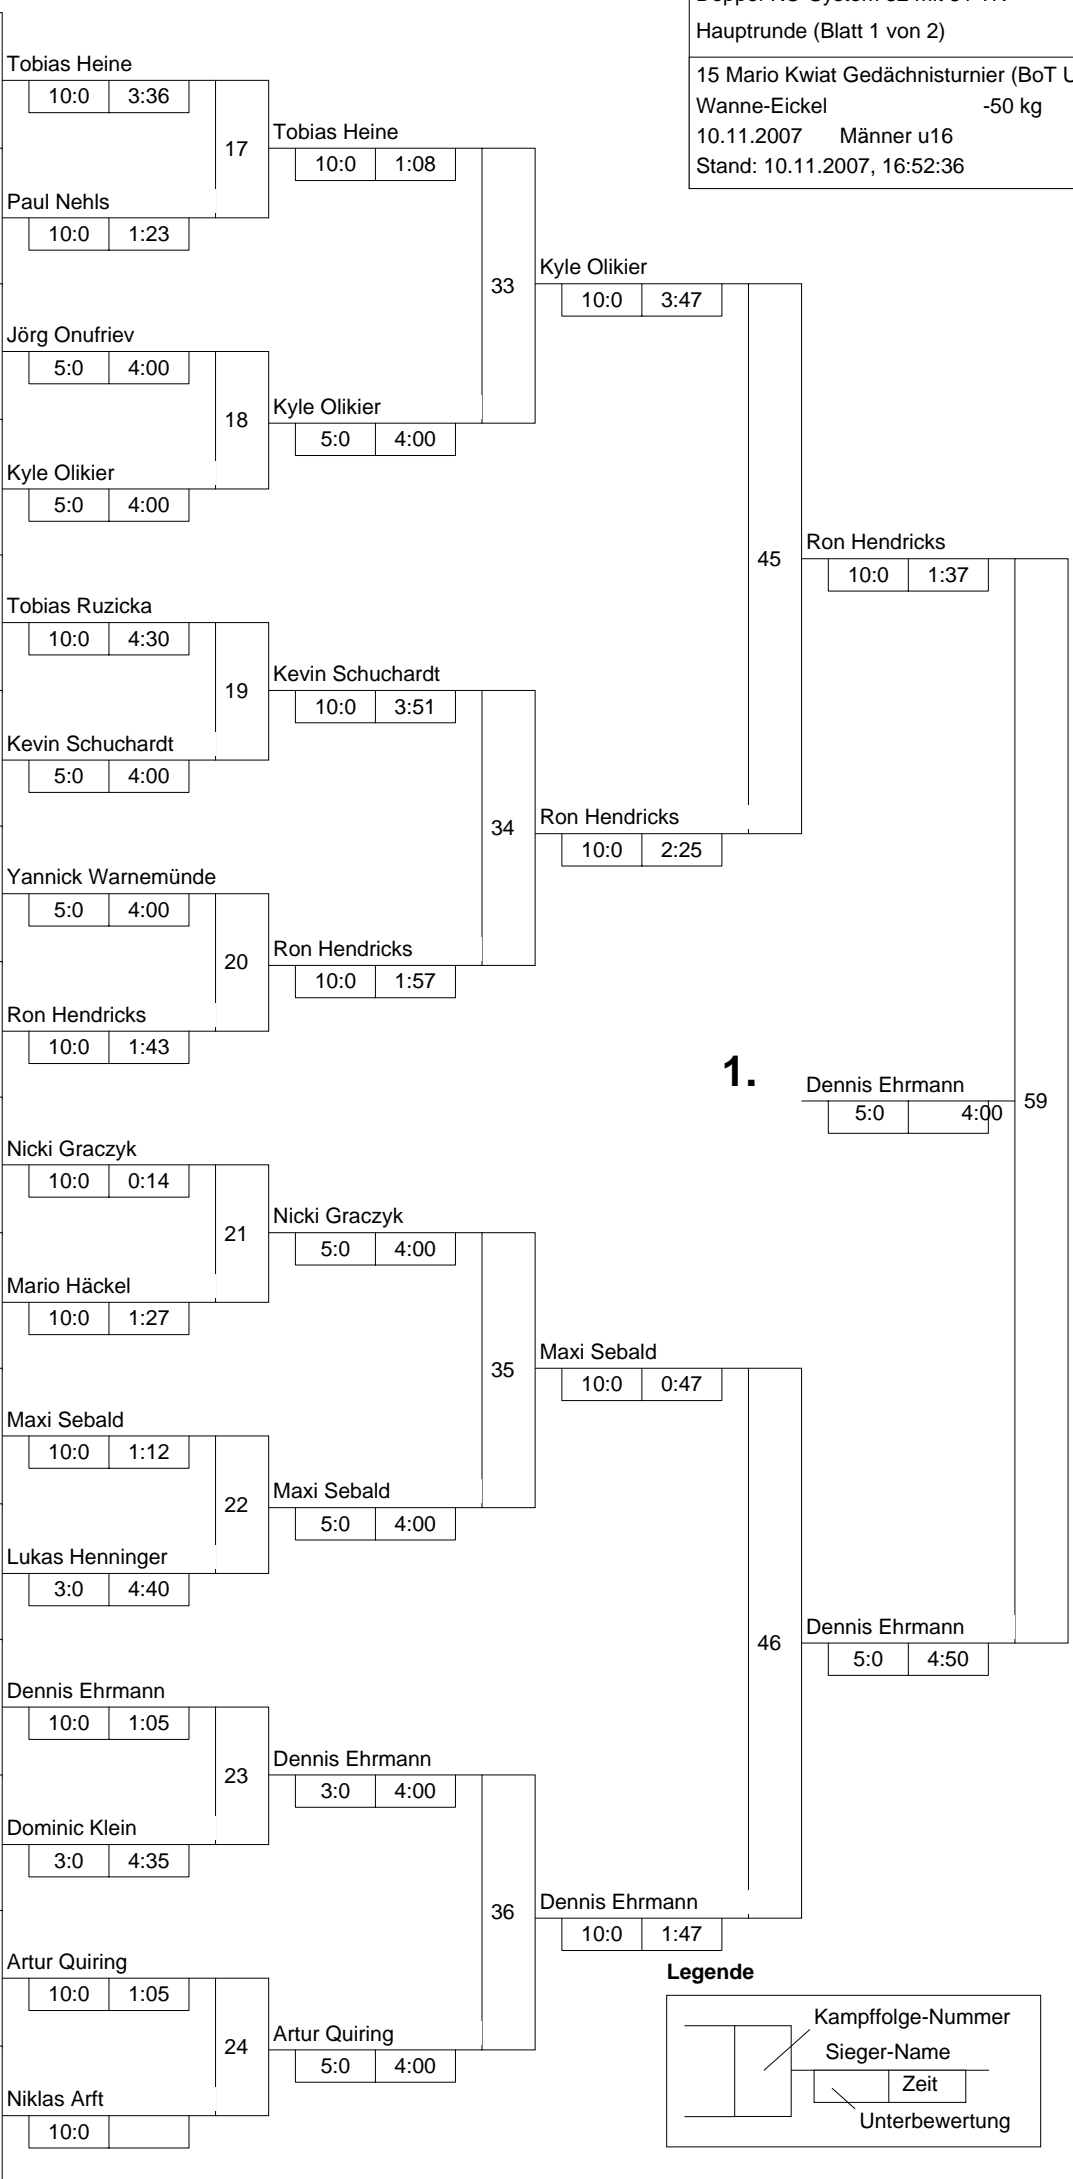 Hauptrunde (Blatt 1 von 2)
15 Mario Kwiat Gedächnisturnier (BoT U
Wanne-Eickel -50 kg
10.11.2007 Männer u16
Stand: 10.11.2007, 16:52:36
Tobias Heine
10:0 3:36
17
Tobias Heine
10:0 1:08
Paul Nehls
10:0 1:23
33
Kyle Olikier
10:0 3:47
Jörg Onufriev
5:0 4:00
18
Kyle Olikier
5:0 4:00
Kyle Olikier
5:0 4:00
45
Ron Hendricks
10:0 1:37
Tobias Ruzicka
10:0 4:30
19
Kevin Schuchardt
10:0 3:51
Kevin Schuchardt
5:0 4:00
34
Ron Hendricks
10:0 2:25
Yannick Warnemünde
5:0 4:00
20
Ron Hendricks
10:0 1:57
Ron Hendricks
10:0 1:43
1.
Dennis Ehrmann
5:0 4:00
59
Nicki Graczyk
10:0 0:14
21
Nicki Graczyk
5:0 4:00
Mario Häckel
10:0 1:27
35
Maxi Sebald
10:0 0:47
Maxi Sebald
10:0 1:12
22
Maxi Sebald
5:0 4:00
Lukas Henninger
3:0 4:40
46
Dennis Ehrmann
5:0 4:50
Dennis Ehrmann
10:0 1:05
23
Dennis Ehrmann
3:0 4:00
Dominic Klein
3:0 4:35
36
Dennis Ehrmann
10:0 1:47
Artur Quiring
10:0 1:05
24
Artur Quiring
5:0 4:00
Niklas Arft
10:0
Legende
Kampffolge-Nummer
Sieger-Name
Zeit
Unterbewertung